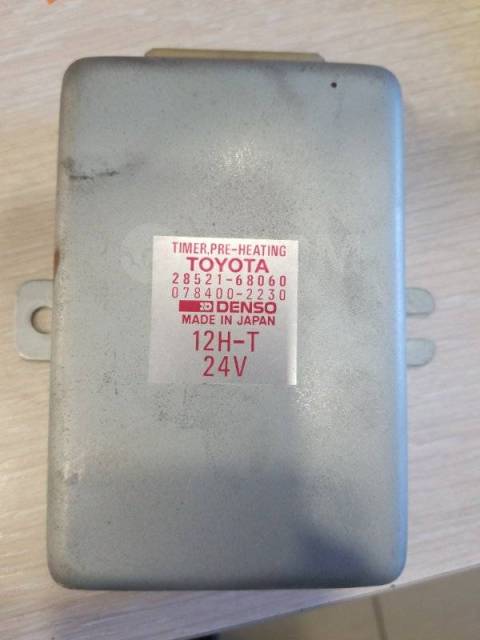 TIMER,PRE-HEATING
TOYOTA
28521-68060
078400-2230
DENSO
MADE IN JAPAN
12H-T
24V